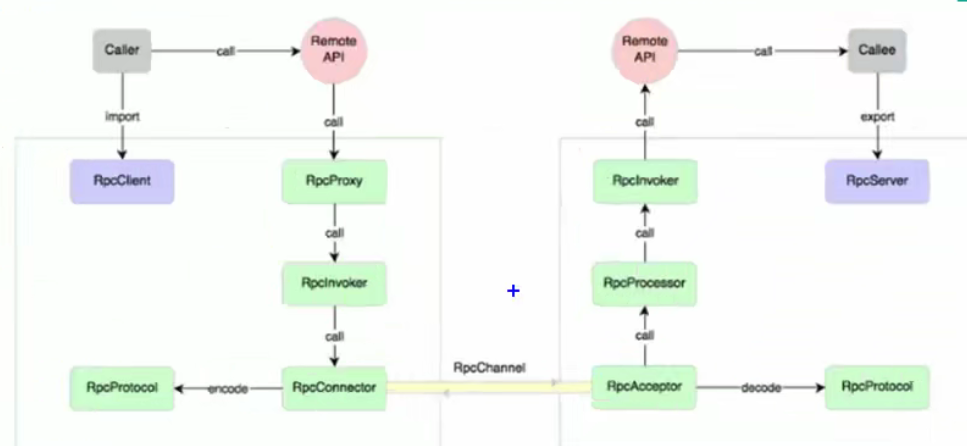 Caller
call
Remote
API
Remote
API
call
Callee
import
call
call
export
RpcClient
RpcProxy
RpcInvoker
RpcServer
call
call
RpcInvoker
RpcProcessor
call
call
RpcChannel
RpcProtocol
encode
RpcConnector
RpcAcceptor
decode
RpcProtocol